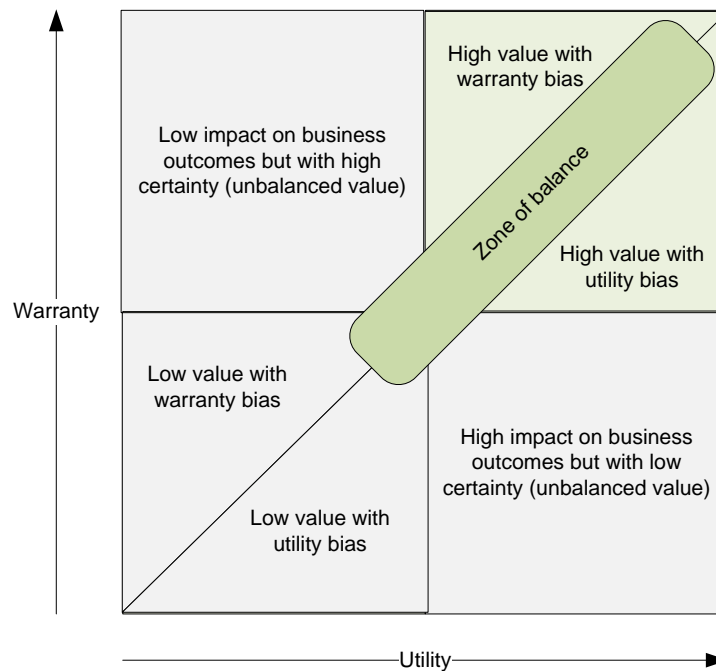 High value with
warranty bias
Low impact on business
outcomes but with high
certainty (unbalanced value)
Zone of balance
High value with
utility bias
Warranty
Low value with
warranty bias
High impact on business
outcomes but with low
certainty (unbalanced value)
Low value with
utility bias
Utility